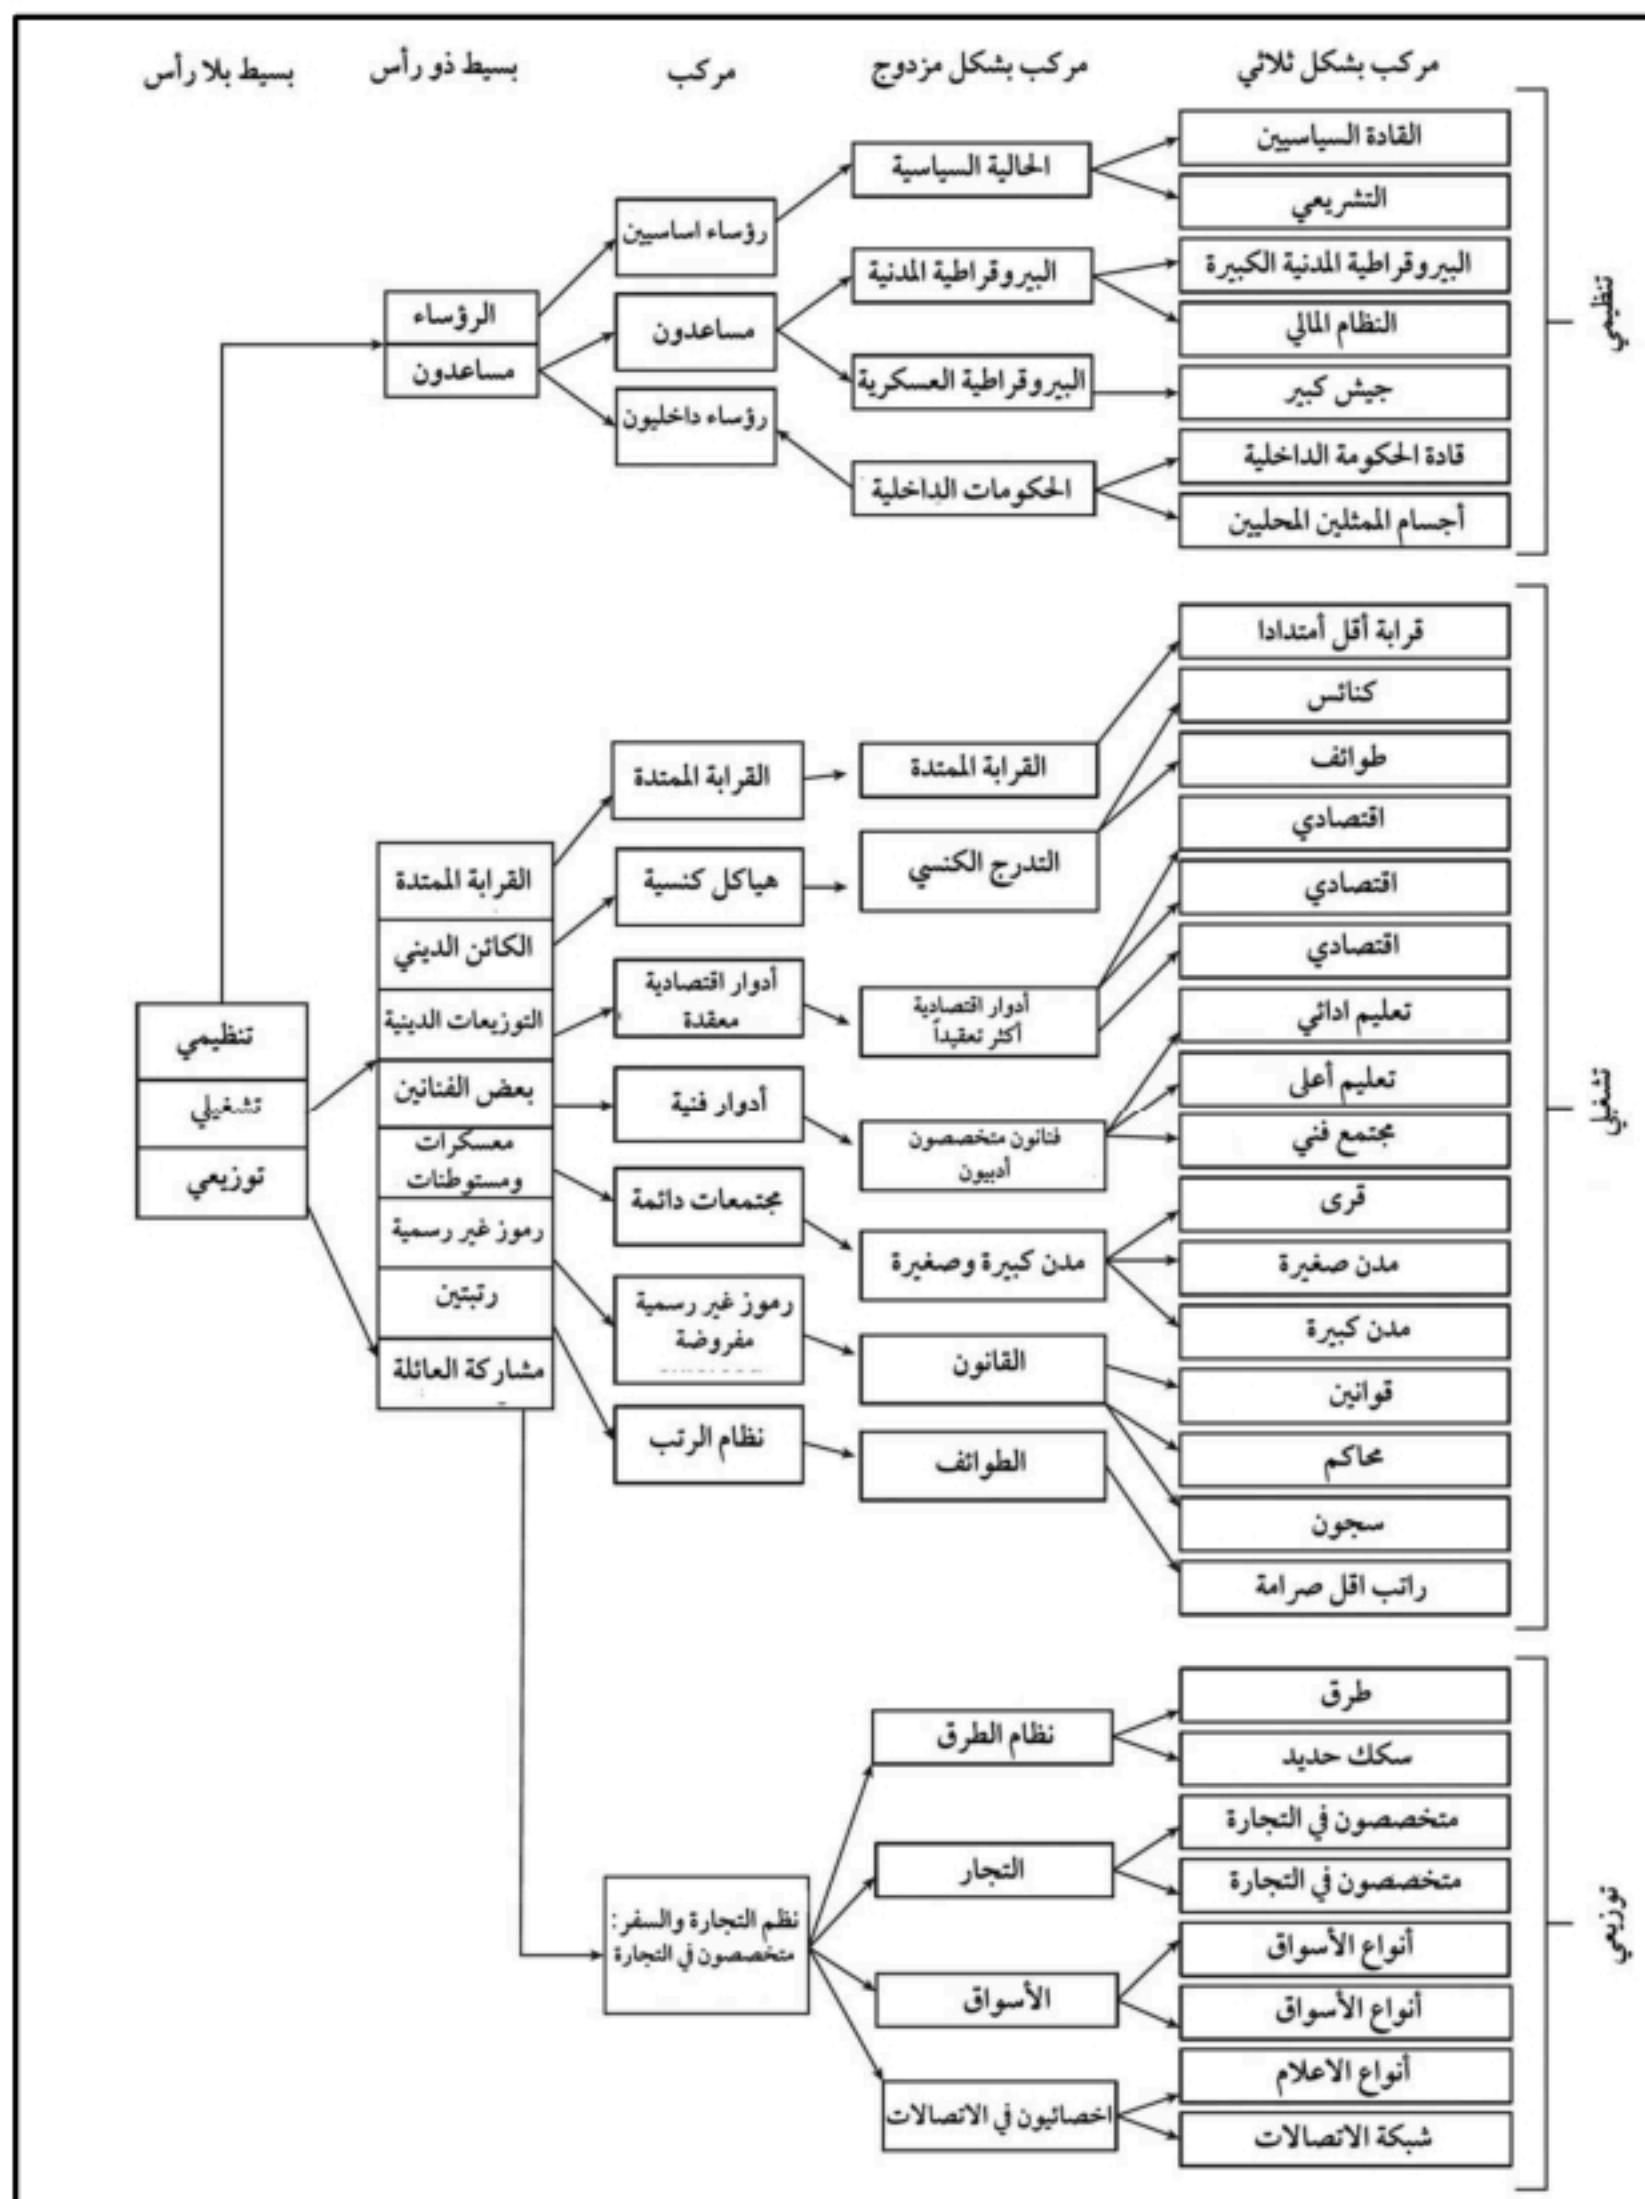 بسيط بلا رأس
بسيط ذو رأس
مركب
مركب بشكل مزدوج
مركب بشكل ثلاثي
تنظيمي
تشغيلي
توزيعي
الرؤساء
مساعدون
القرابة الممتدة
الكائن الديني
التوزيعات الدينية
بعض الفنانين
معسكرات
ومستوطنات
رموز غير رسمية
رتبتين
مشاركة العائلة
رؤساء اساسيين
مساعدون
رؤساء داخليون
القرابة الممتدة
هياكل كنسية
أدوار اقتصادية
معقدة
أدوار فنية
مجتمعات دائمة
رموز غير رسمية
مفروضة
نظام الرتب
نظم التجارة والسفر:
متخصصون في التجارة
الحالية السياسية
البيروقراطية المدنية
البيروقراطية العسكرية
الحكومات الداخلية
القرابة الممتدة
التدرج الكنسي
أدوار اقتصادية
أكثر تعقيداً
فنانون متخصصون
أدبيون
مدن كبيرة وصغيرة
القانون
الطوائف
نظام الطرق
التجار
الأسواق
اخصائيون في الاتصالات
القادة السياسيين
التشريعي
البيروقراطية المدنية الكبيرة
النظام المالي
جيش كبير
قادة الحكومة الداخلية
أجسام الممثلين المحليين
قرابة أقل أمتدادا
كنائس
طوائف
اقتصادي
اقتصادي
اقتصادي
تعليم ادائي
تعليم أعلى
مجتمع فني
قرى
مدن صغيرة
مدن كبيرة
قوانين
محاكم
سجون
راتب اقل صرامة
طرق
سكك حديد
متخصصون في التجارة
متخصصون في التجارة
أنواع الأسواق
أنواع الأسواق
أنواع الاعلام
شبكة الاتصالات
تنظيمي
تشغيلي
توزيعي